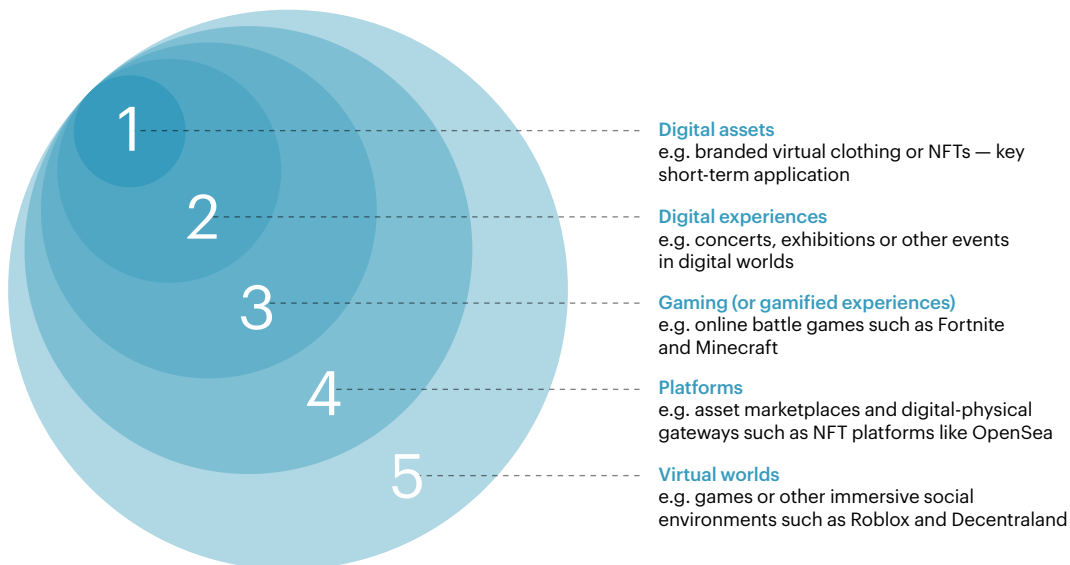 1
Digital assets
e.g. branded virtual clothing or NFTs — key
short-term application
2
Digital experiences
e.g. concerts, exhibitions or other events
in digital worlds
3
Gaming (or gamified experiences)
e.g. online battle games such as Fortnite
and Minecraft
4
Platforms
e.g. asset marketplaces and digital-physical
gateways such as NFT platforms like OpenSea
5
Virtual worlds
e.g. games or other immersive social
environments such as Roblox and Decentraland